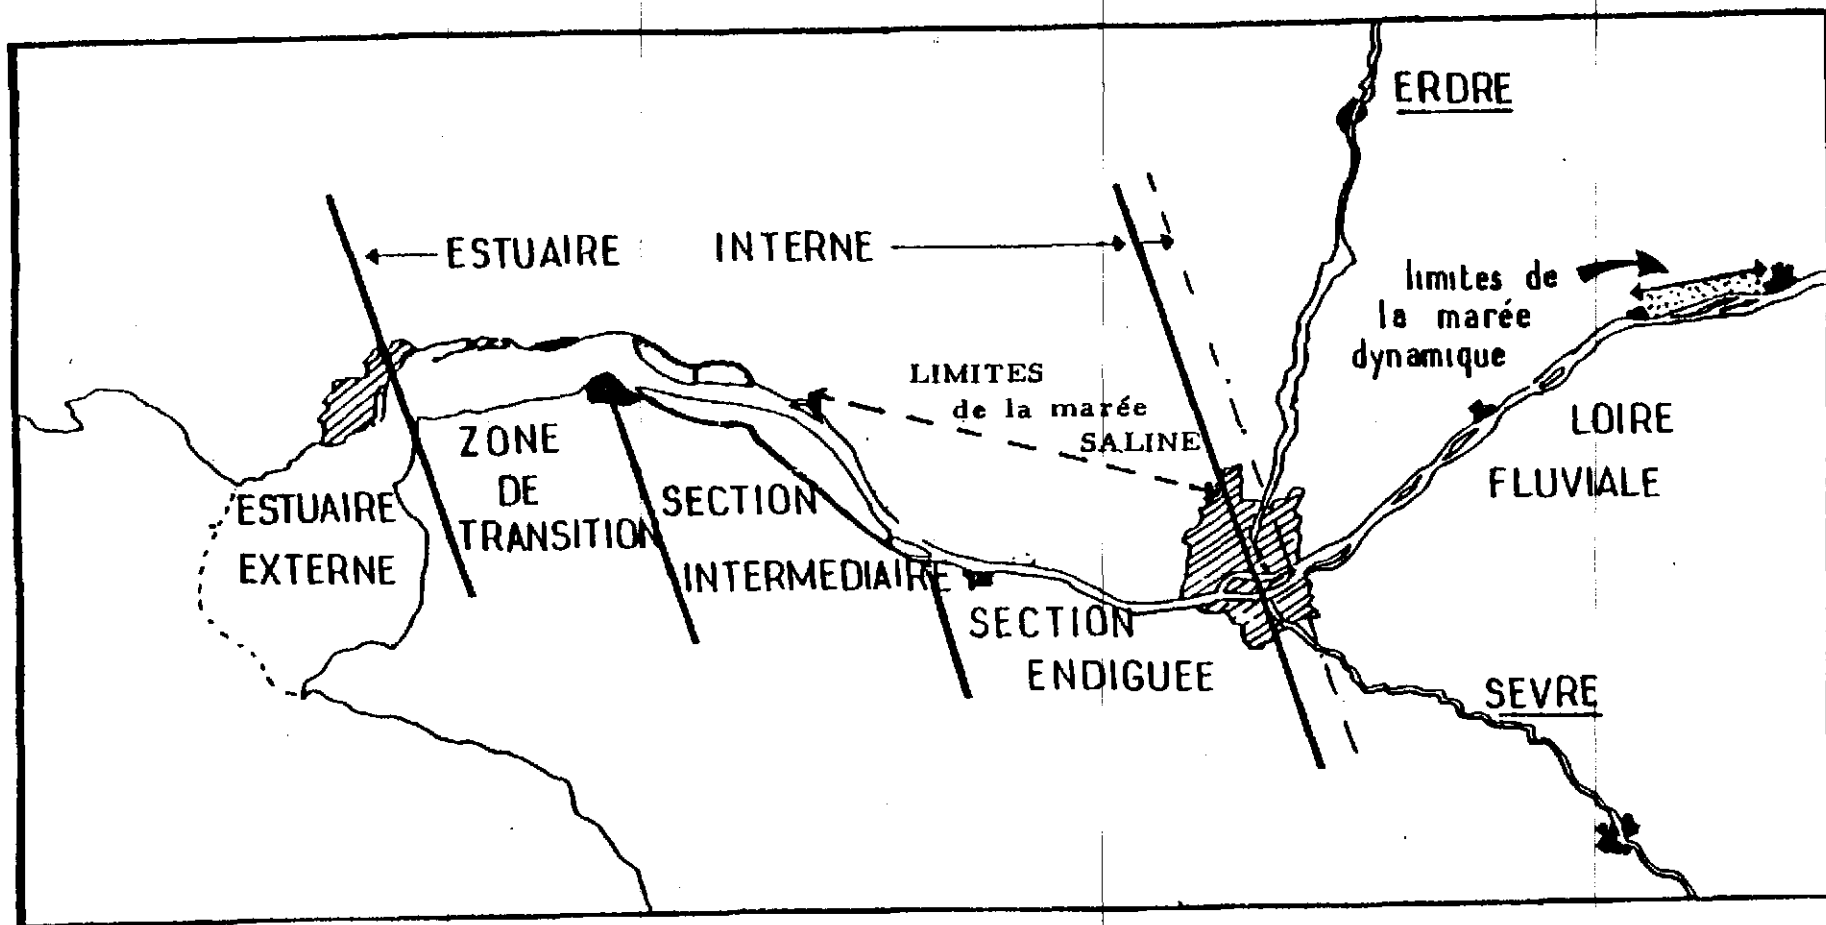 ERDRE
ESTUAIRE INTERNE
limites de
la marée
dynamique
LIMITES
de la marée
SALINE
LOIRE
FLUVIALE
ZONE
DE
TRANSITION
SECTION
INTERMEDIAIRE
ESTUAIRE
EXTERNE
SECTION
ENDIGUEE
SEVRE